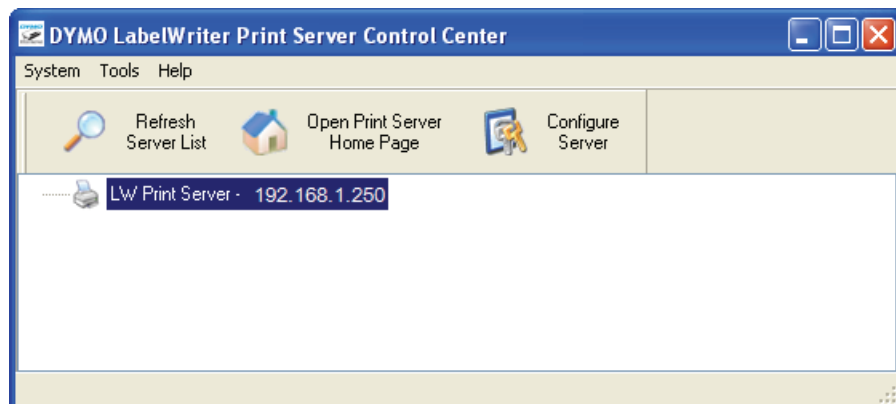 DYMO LabelWriter Print Server Control Center
System Tools Help
Refresh
Server List
Open Print Server
Home Page
Configure
Server
LW Print Server - 192.168.1.250